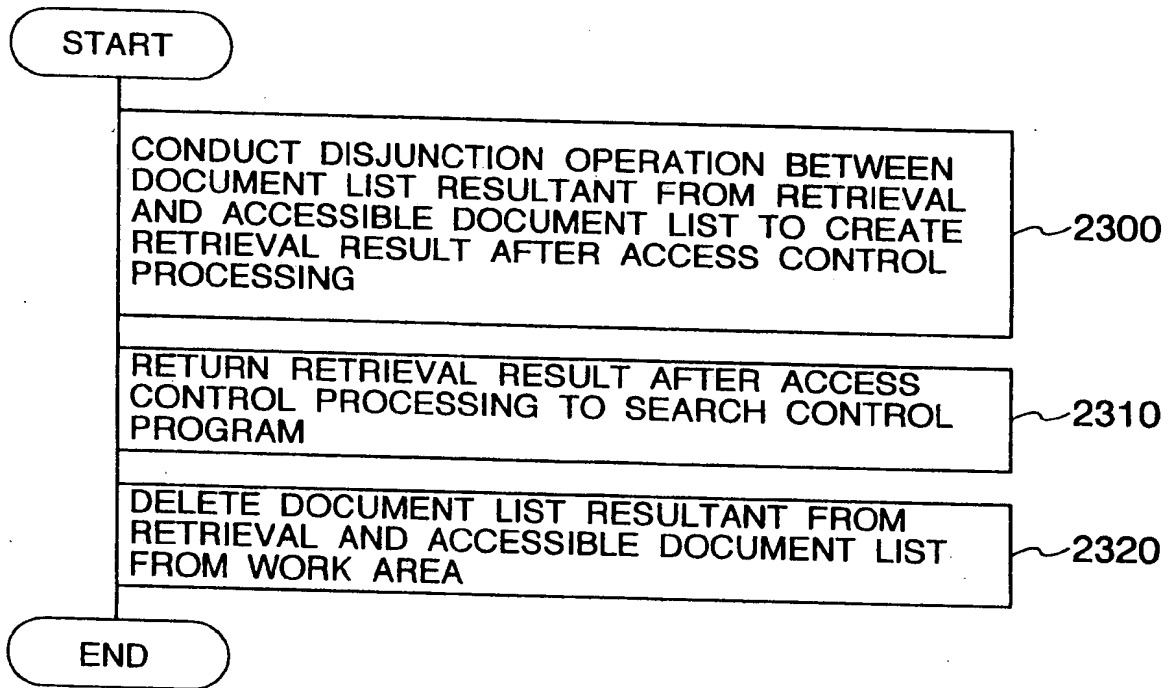 START
CONDUCT DISJUNCTION OPERATION BETWEEN
DOCUMENT LIST RESULTANT FROM RETRIEVAL
AND ACCESSIBLE DOCUMENT LIST TO CREATE
RETRIEVAL RESULT AFTER ACCESS CONTROL
PROCESSING
2300
RETURN RETRIEVAL RESULT AFTER ACCESS
CONTROL PROCESSING TO SEARCH CONTROL
PROGRAM
2310
DELETE DOCUMENT LIST RESULTANT FROM
RETRIEVAL AND ACCESSIBLE DOCUMENT LIST
FROM WORK AREA
2320
END